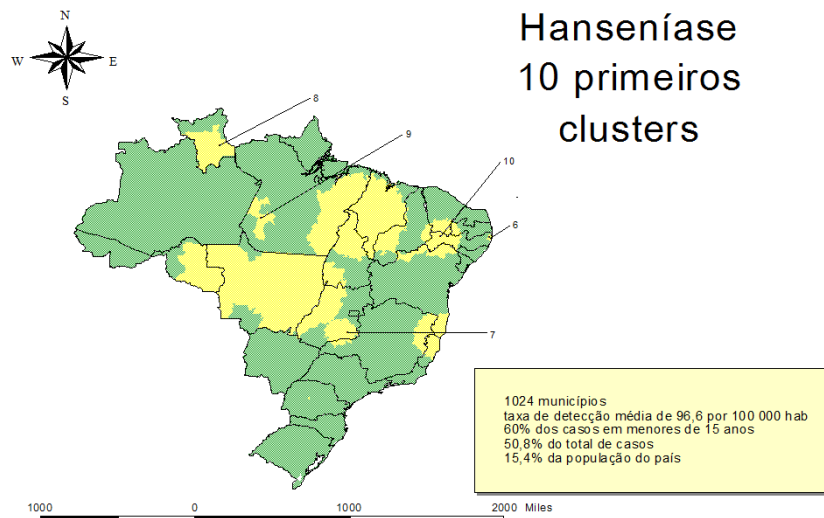 Hanseníase
10 primeiros
clusters
N
W
E
S
8
9
10
6
7
1024 municípios
taxa de detecção média de 96,6 por 100 000 hab
60% dos casos em menores de 15 anos
50,8% do total de casos
15,4% da população do país
1000 0 1000 2000 Miles